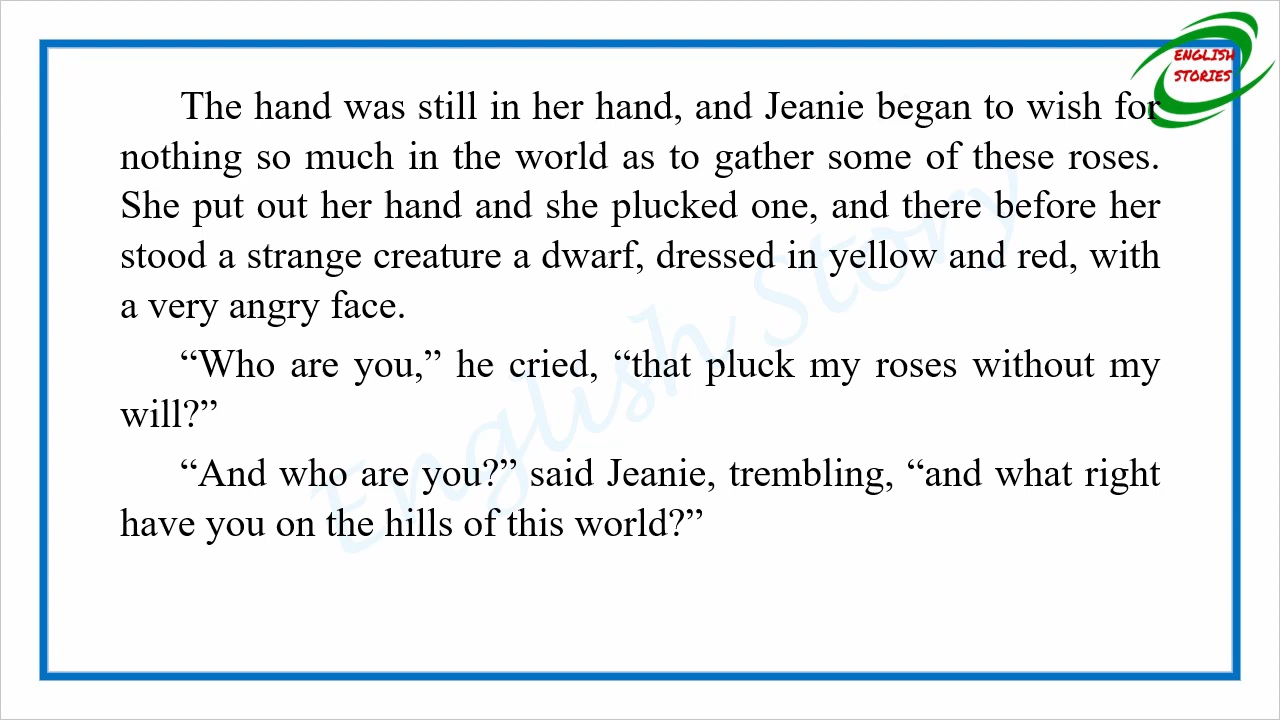 ENGLISH
STORIES
The hand was still in her hand, and Jeanie began to wish for
nothing so much in the world as to gather some of these roses.
She put out her hand and she plucked one, and there before her
stood a strange creature a dwarf, dressed in yellow and red, with
a very angry face.
“Who are you,” he cried, “that pluck my roses without my
will?”
“And who are you?” said Jeanie, trembling, “and what right
have you on the hills of this world?”
English Story